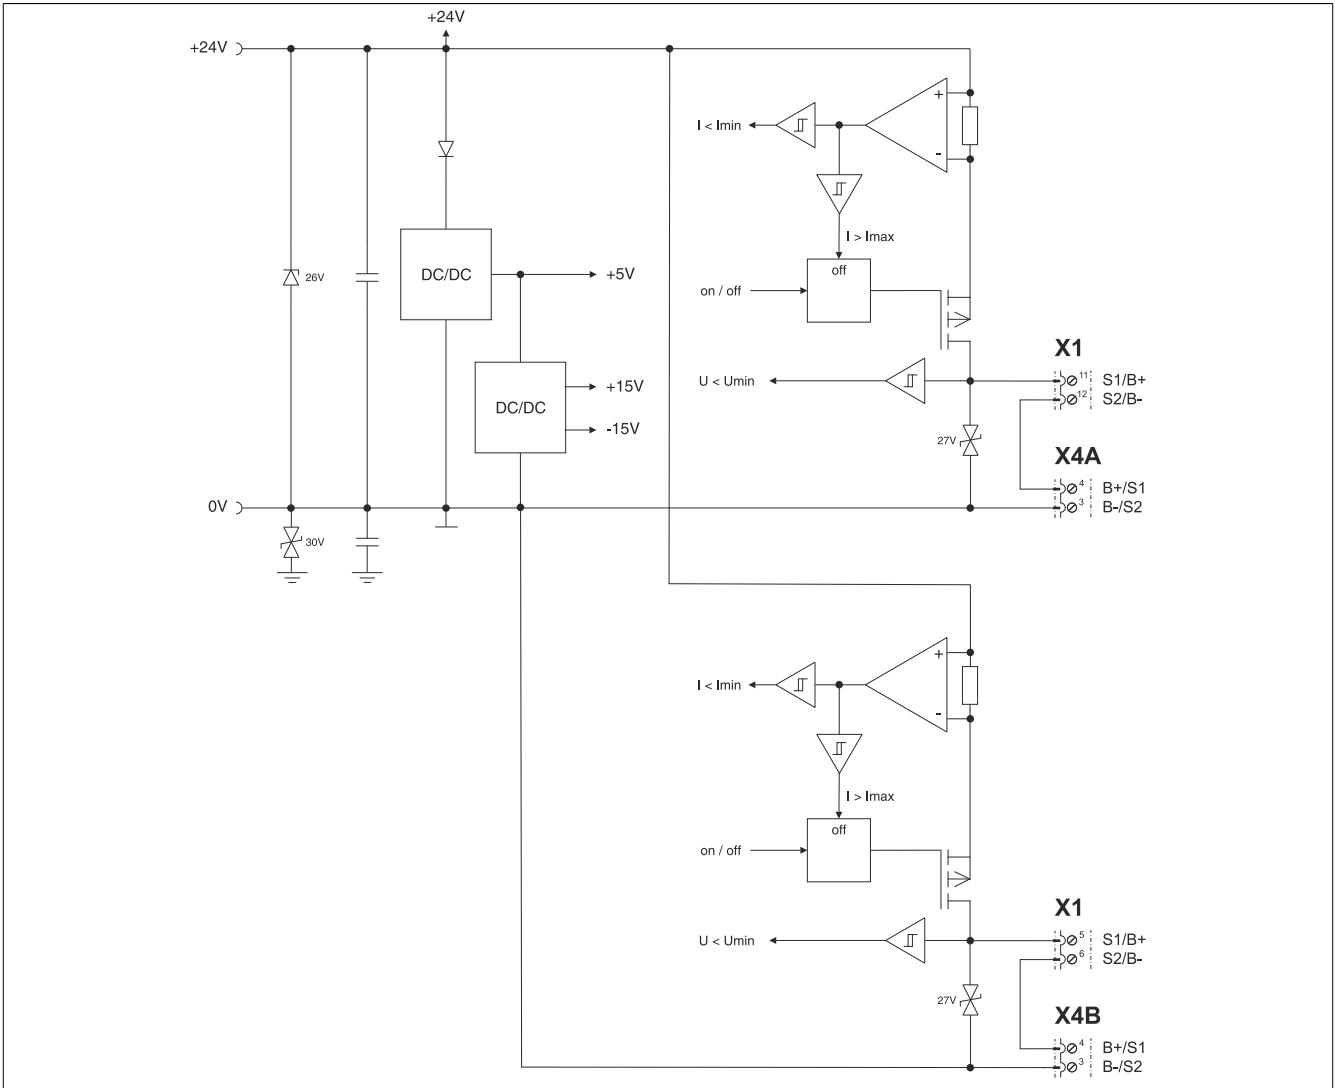 +24V
+24V
+
I < Imin
-
I > Imax
off
26V
DC/DC
+5V
on / off
X1
11 S1/B+
12 S2/B-
U < Umin
+15V
DC/DC
-15V
27V
X4A
4 B+/S1
3 B-/S2
0V
30V
+
I < Imin
-
I > Imax
off
on / off
X1
5 S1/B+
6 S2/B-
U < Umin
27V
X4B
4 B+/S1
3 B-/S2